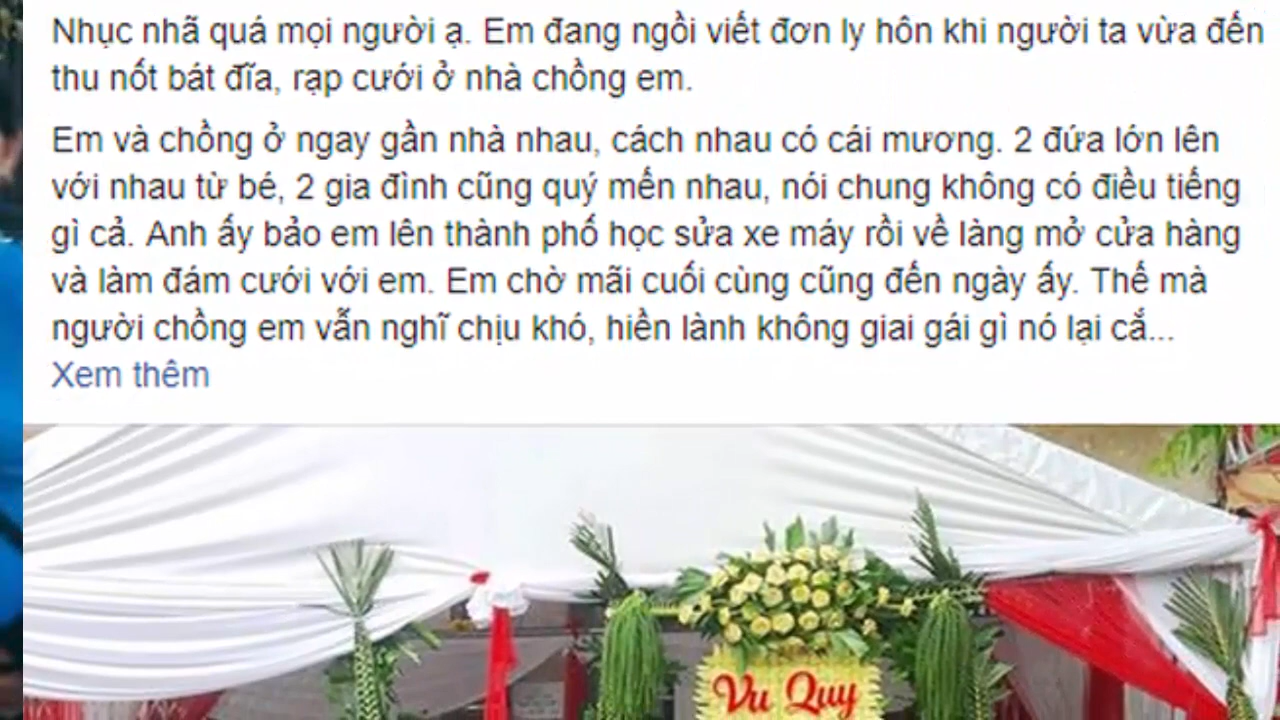 Nhục nhã quá mọi người ạ. Em đang ngồi viết đơn ly hôn khi người ta vừa đến
thu nốt bát đĩa, rạp cưới ở nhà chồng em.
Em và chồng ở ngay gần nhà nhau, cách nhau có cái mương. 2 đứa lớn lên
với nhau từ bé, 2 gia đình cũng quý mến nhau, nói chung không có điều tiếng
gì cả. Anh ấy bảo em lên thành phố học sửa xe máy rồi về làng mở cửa hàng
và làm đám cưới với em. Em chờ mãi cuối cùng cũng đến ngày ấy. Thế mà
người chồng em vẫn nghĩ chịu khó, hiền lành không giai gái gì nó lại cắ...
Xem thêm
Vu Quy